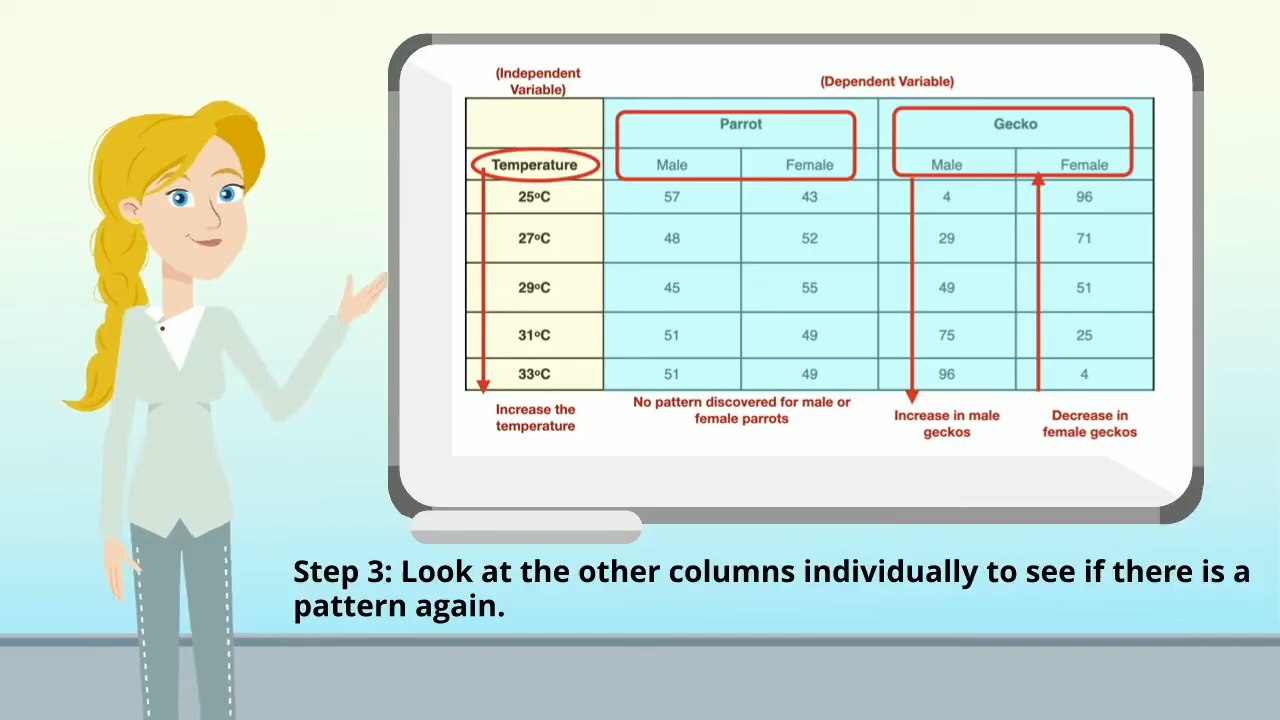 (Independent
Variable)
(Dependent Variable)
Parrot Gecko
Temperature Male Female Male Female
25ºC 57 43 4 96
27ºC 48 52 29 71
29ºC 45 55 49 51
31ºC 51 49 75 25
33ºC 51 49 96 4
Increase the
temperature
No pattern discovered for male or
female parrots
Increase in male
geckos
Decrease in
female geckos
Step 3: Look at the other columns individually to see if there is a
pattern again.